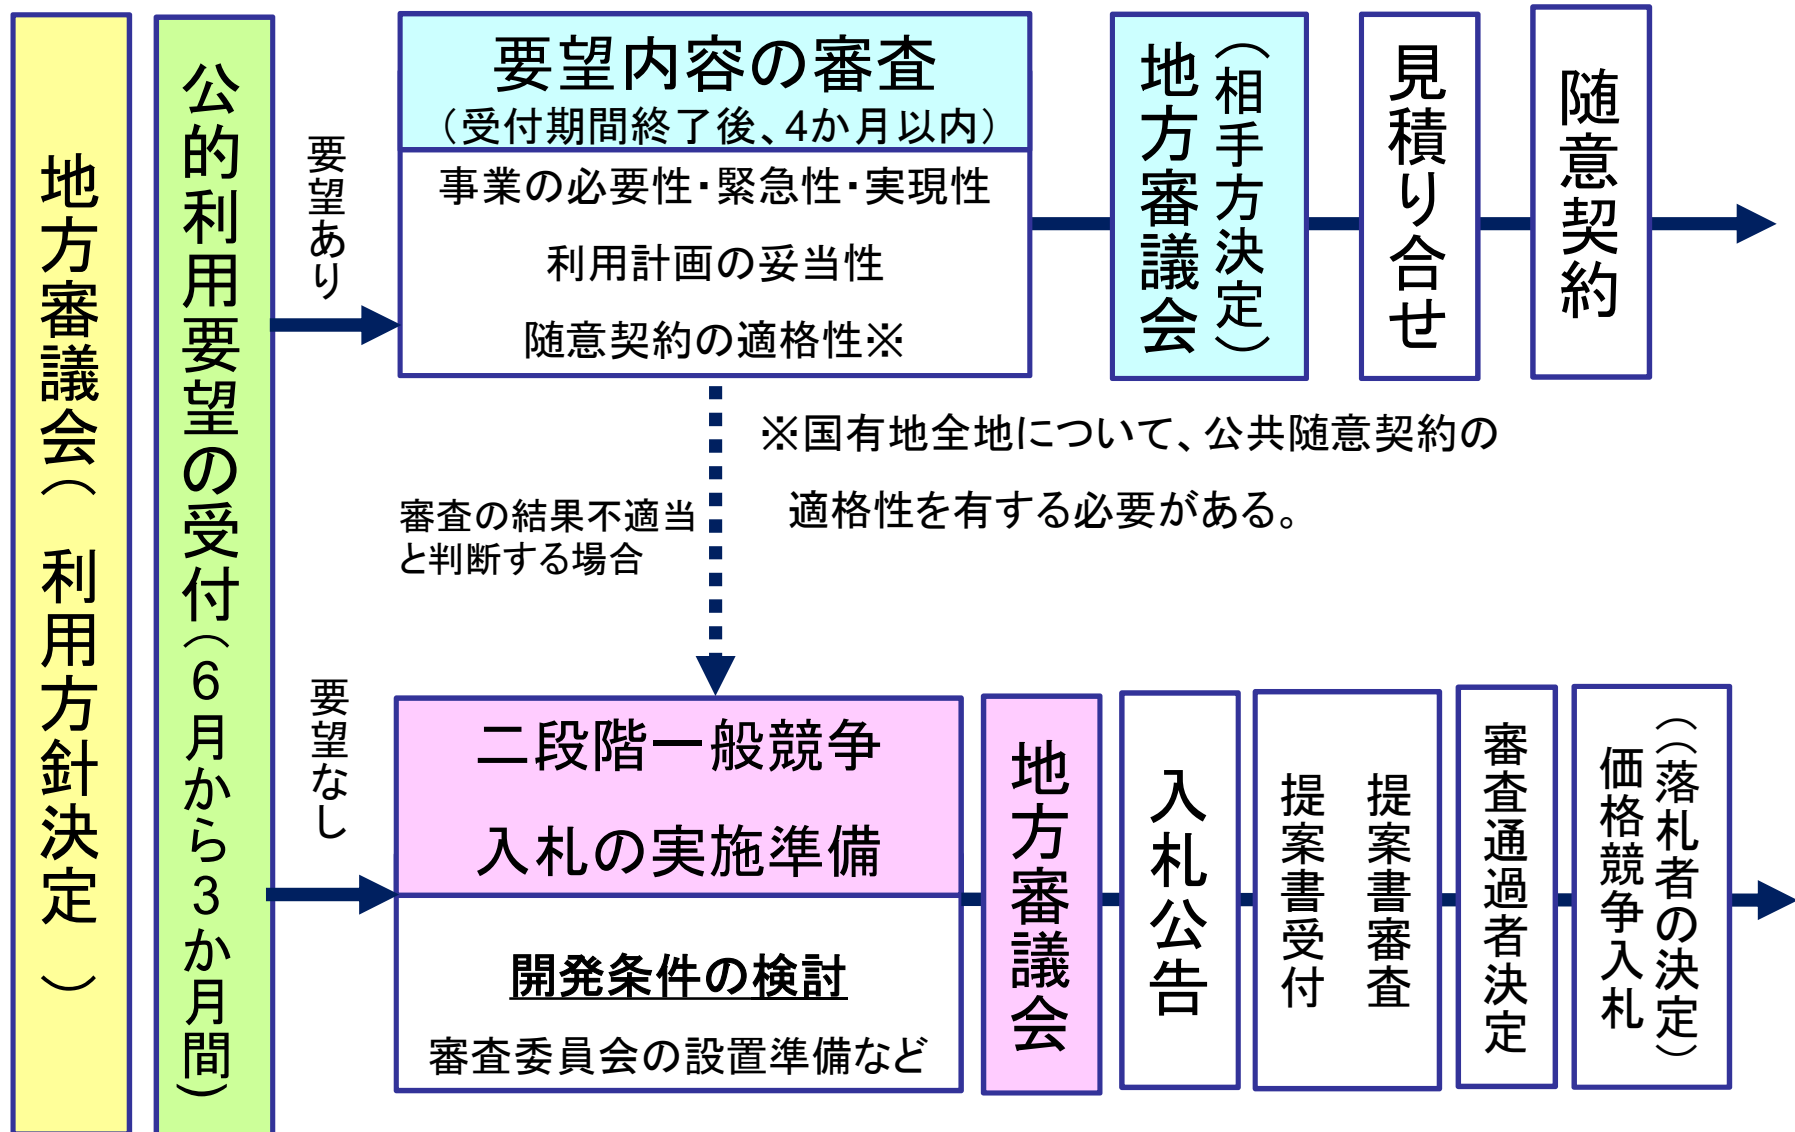 地方審議会（ 利用方針決定 ）
公的利用要望の受付（6月から3か月間）
要望あり
要望内容の審査
（受付期間終了後、4か月以内）
事業の必要性・緊急性・実現性
利用計画の妥当性
随意契約の適格性※
地方審議会
（相手方決定）
見積り合せ
随意契約
※国有地全地について、公共随意契約の
適格性を有する必要がある。
審査の結果不適当
と判断する場合
要望なし
二段階一般競争
入札の実施準備
開発条件の検討
審査委員会の設置準備など
地方審議会
入札公告
提案書受付
提案書審査
審査通過者決定
価格競争入札
（（落札者の決定）